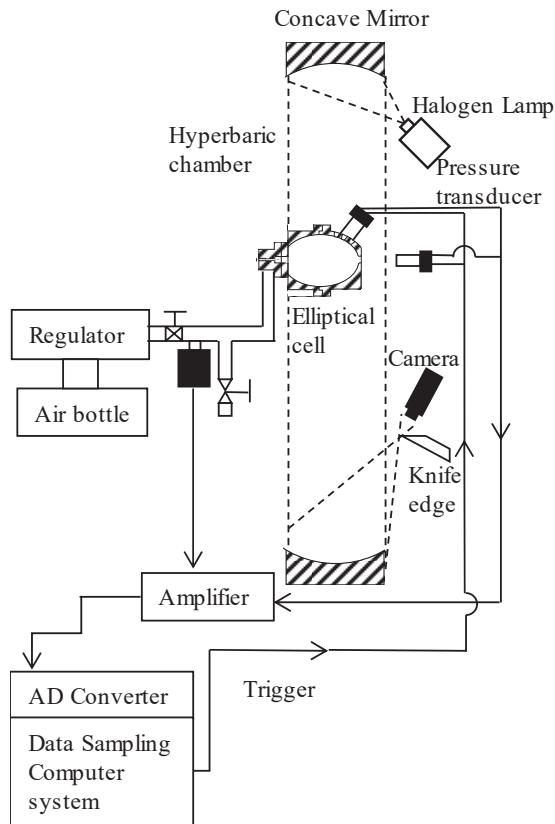 Concave Mirror
Halogen Lamp
Hyperbaric
chamber
Pressure
transducer
Elliptical
cell
Regulator
Air bottle
Camera
Knife
edge
Amplifier
Trigger
AD Converter
Data Sampling
Computer
system